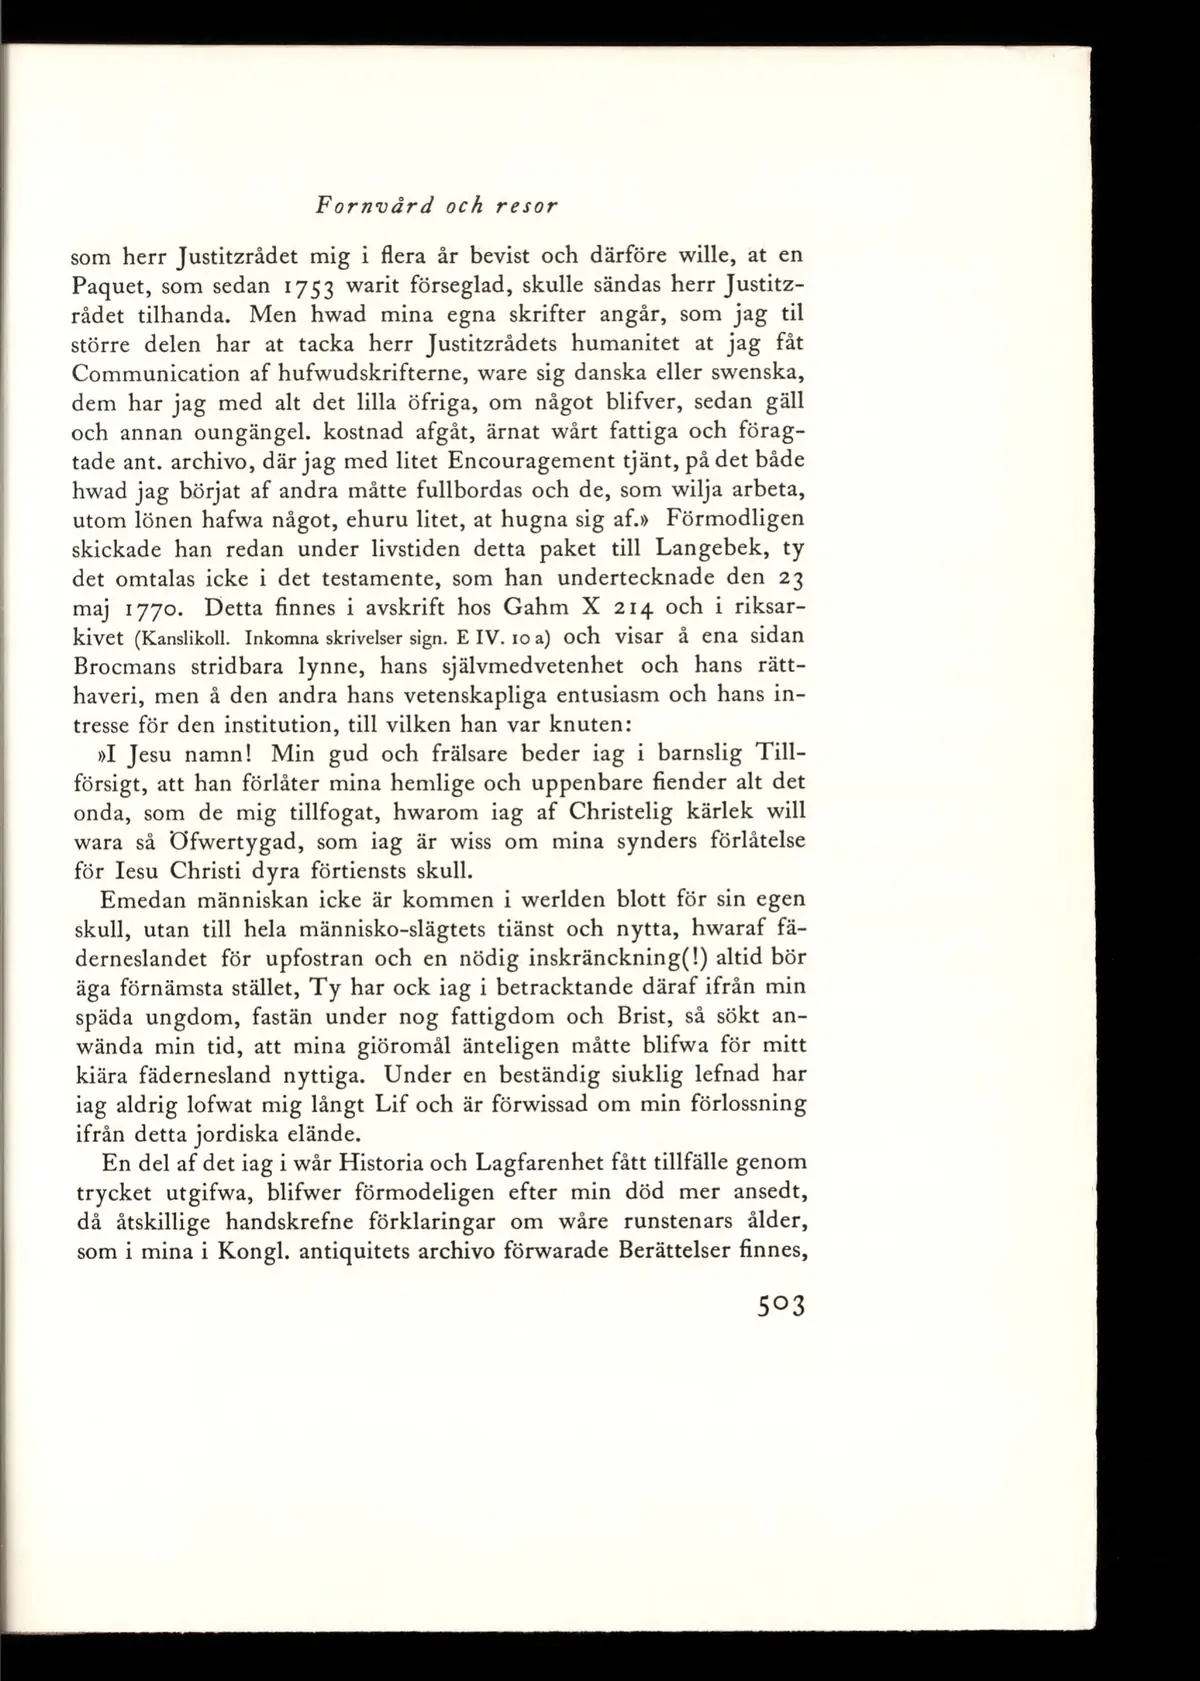 Fornvård och resor
som herr Justitzrådet mig i flera år bevist och därföre wille, at en
Paquet, som sedan 1753 warit förseglad, skulle sändas herr Justitz-
rådet tilhanda. Men hwad mina egna skrifter angår, som jag til
större delen har at tacka herr Justitzrådets humanitet at jag fåt
Communication af hufwudskrifterne, ware sig danska eller swenska,
dem har jag med alt det lilla öfriga, om något blifver, sedan gäll
och annan oungängel. kostnad afgåt, ärnat wårt fattiga och förag-
tade ant. archivo, där jag med litet Encouragement tjänt, på det både
hwad jag börjat af andra måtte fullbordas och de, som wilja arbeta,
utom lönen hafwa något, ehuru litet, at hugna sig af.» Förmodligen
skickade han redan under livstiden detta paket till Langebek, ty
det omtalas icke i det testamente, som han undertecknade den 23
maj 1770. Detta finnes i avskrift hos Gahm X 214 och i riksar-
kivet (Kanslikoll. Inkomna skrivelser sign. E IV. 10 a) och visar å ena sidan
Brocmans stridbara lynne, hans självmedvetenhet och hans rätt-
haveri, men å den andra hans vetenskapliga entusiasm och hans in-
tresse för den institution, till vilken han var knuten:
»I Jesu namn! Min gud och frälsare beder iag i barnslig Till-
försigt, att han förlåter mina hemlige och uppenbare fiender alt det
onda, som de mig tillfogat, hwarom iag af Christelig kärlek will
wara så Öfwertygad, som iag är wiss om mina synders förlåtelse
för Iesu Christi dyra förtiensts skull.
Emedan människan icke är kommen i werlden blott för sin egen
skull, utan till hela människo-slägtets tiänst och nytta, hwaraf fä-
derneslandet för upfostran och en nödig inskränckning(!) altid bör
äga förnämsta stället, Ty har ock iag i betracktande däraf ifrån min
späda ungdom, fastän under nog fattigdom och Brist, så sökt an-
wända min tid, att mina giöromål änteligen måtte blifwa för mitt
kiära fädernesland nyttiga. Under en beständig siuklig lefnad har
iag aldrig lofwat mig långt Lif och är förwissad om min förlossning
ifrån detta jordiska elände.
En del af det iag i wår Historia och Lagfarenhet fått tillfälle genom
trycket utgifwa, blifwer förmodeligen efter min död mer ansedt,
då åtskillige handskrefne förklaringar om wåre runstenars ålder,
som i mina i Kongl. antiquitets archivo förwarade Berättelser finnes,
503